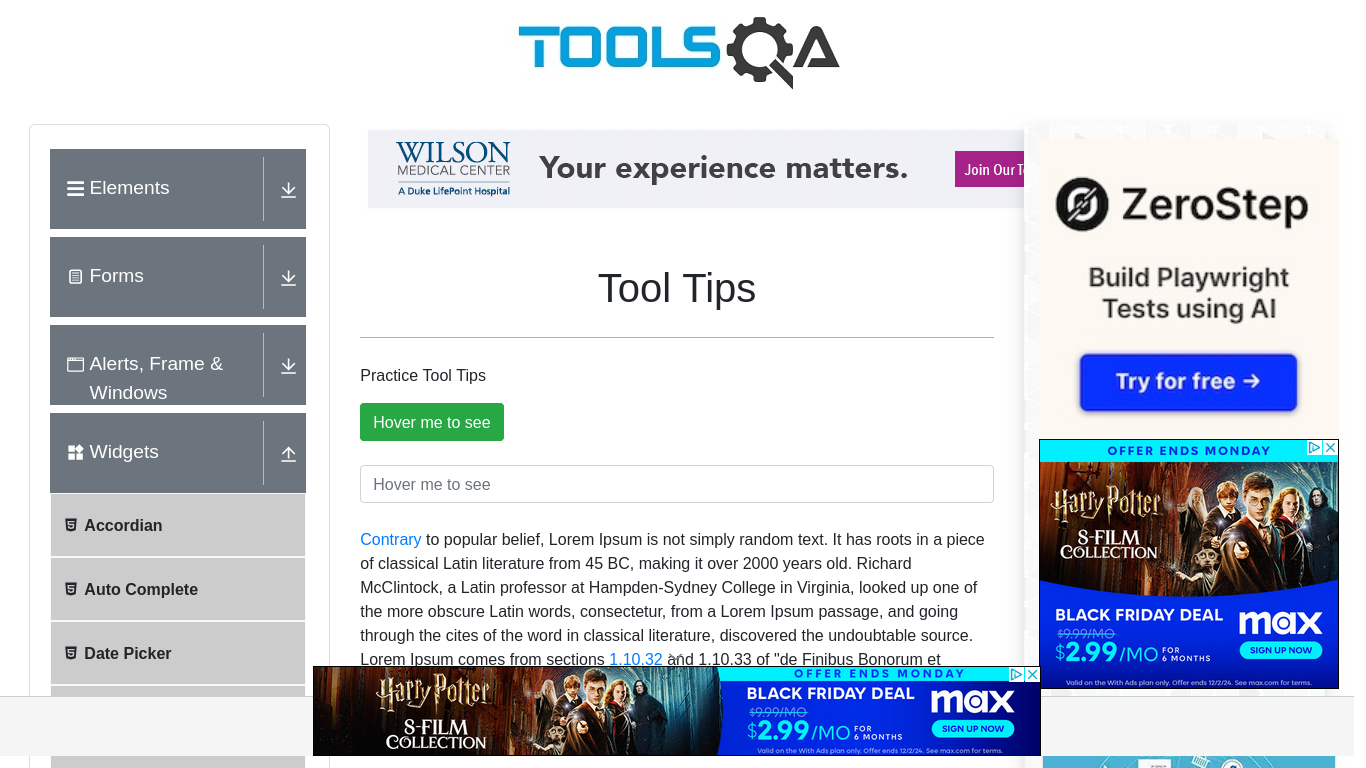 TOOLSQA
Elements
Forms
Alerts, Frame &
Windows
Widgets
Accordian
Auto Complete
Date Picker
WILSON
MEDICAL CENTER
A Duke LifePoint Hospital
Your experience matters.
Join Our T
Tool Tips
Practice Tool Tips
Hover me to see
Hover me to see
Contrary to popular belief, Lorem Ipsum is not simply random text. It has roots in a piece
of classical Latin literature from 45 BC, making it over 2000 years old. Richard
McClintock, a Latin professor at Hampden-Sydney College in Virginia, looked up one of
the more obscure Latin words, consectetur, from a Lorem Ipsum passage, and going
through the cites of the word in classical literature, discovered the undoubtable source.
Lorem Ipsum comes from sections 1.10.32 and 1.10.33 of "de Finibus Bonorum et
ZeroStep
Build Playwright
Tests using AI
Try for free →
OFFER ENDS MONDAY
Harry Potter
8-FILM
COLLECTION
BLACK FRIDAY DEAL
$9.99/MO
$2.99/MO FOR
6 MONTHS
max
SIGN UP NOW
Valid on the With Ads plan only. Offer ends 12/2/24. See max.com for terms.
Harry Potter
8-FILM
COLLECTION
OFFER ENDS MONDAY
BLACK FRIDAY DEAL
$9.99/MO
$2.99/MO FOR
6 MONTHS
max
SIGN UP NOW
Valid on the With Ads plan only. Offer ends 12/2/24. See max.com for terms.